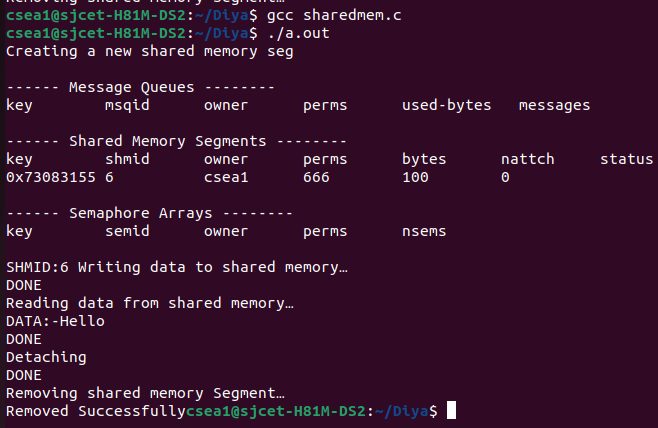 Removing shared memory Segment…
csea1@sjcet-H81M-DS2:~/Diya$ gcc sharedmem.c
csea1@sjcet-H81M-DS2:~/Diya$ ./a.out
Creating a new shared memory seg
------ Message Queues --------
key        msqid      owner      perms      used-bytes   messages
------ Shared Memory Segments --------
key        shmid      owner      perms      bytes      nattch     status
0x73083155 6          csea1      666        100        0
------ Semaphore Arrays --------
key        semid      owner      perms      nsems
SHMID:6 Writing data to shared memory…
DONE
Reading data from shared memory…
DATA:-Hello
DONE
Detaching
DONE
Removing shared memory Segment…
Removed Successfullycsea1@sjcet-H81M-DS2:~/Diya$